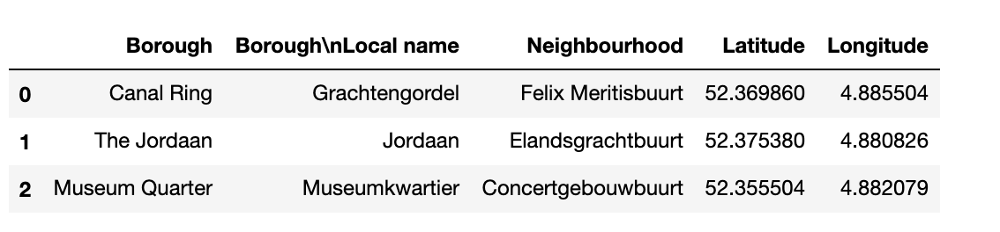 Borough Borough\nLocal name Neighbourhood Latitude Longitude
0 Canal Ring Grachtengordel Felix Meritisbuurt 52.369860 4.885504
1 The Jordaan Jordaan Elandsgrachtbuurt 52.375380 4.880826
2 Museum Quarter Museumkwartier Concertgebouwbuurt 52.355504 4.882079